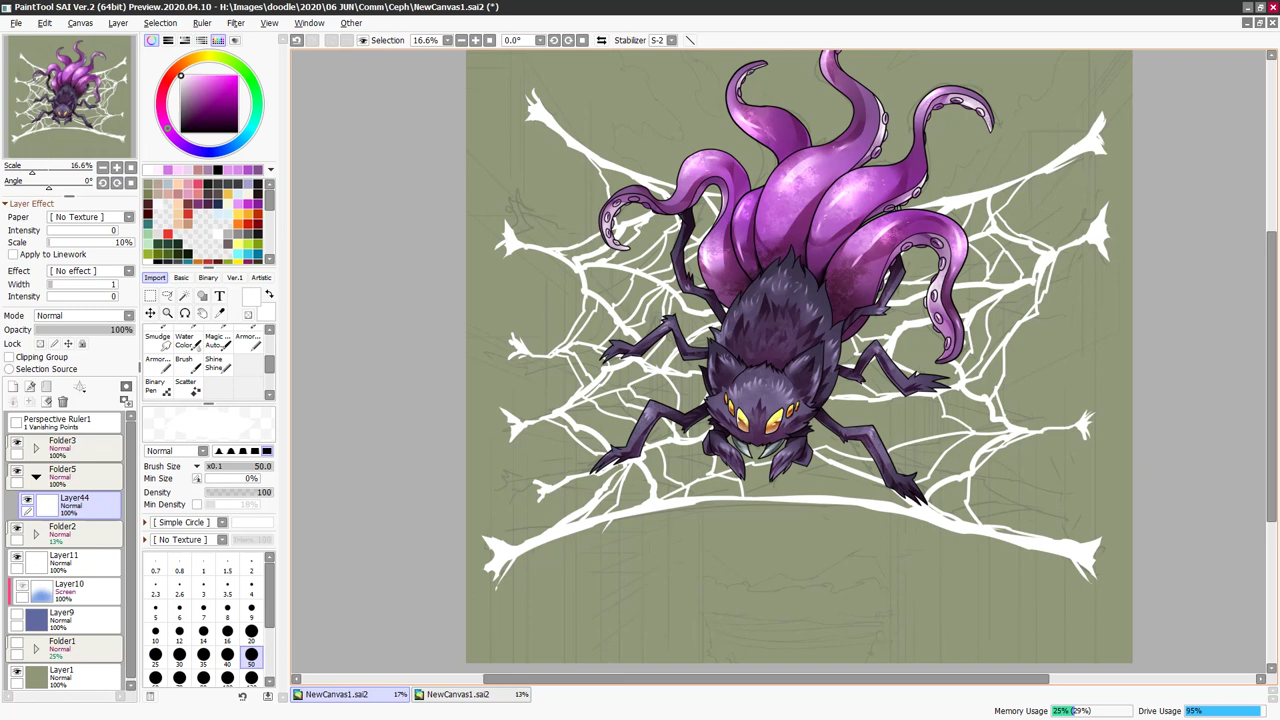 PaintTool SAI Ver.2 (64bit) Preview.2020.04.10 - H:\Images\doodle\2020\06 JUN\Comm\Ceph\NewCanvas1.sai2 (*)
File Edit Canvas Layer Selection Ruler Filter View Window Other
Selection 16.6% 0.0° Stabilizer S-2
Scale 16.6%
Angle 0°
Layer Effect
Paper [ No Texture ]
Intensity 0
Scale 10%
Apply to Linework
Effect [ No effect ]
Width 1
Intensity 0
Mode Normal
Opacity 100%
Lock
Clipping Group
Selection Source
Perspective Ruler1
1 Vanishing Points
Folder3
Normal
100%
Folder5
Normal
100%
Layer44
Normal
100%
Folder2
Normal
13%
Layer11
Normal
100%
Layer10
Screen
100%
Layer9
Normal
100%
Folder1
Normal
25%
Layer1
Normal
100%
Import Basic Binary Ver.1 Artistic
T
Smudge Water Color... Magic Auto... Armor...
Armor... Brush Shine Shine
Binary Pen Scatter
Normal
Brush Size x0.1 50.0
Min Size 0%
Density 100
Min Density
[ Simple Circle ]
[ No Texture ]
0.7 0.8 1 1.5 2
2.3 2.6 3 3.5 4
5 6 7 8 9
10 12 14 16 20
25 30 35 40 50
NewCanvas1.sai2 17% NewCanvas1.sai2 13%
Memory Usage 25% (29%) Drive Usage 95%